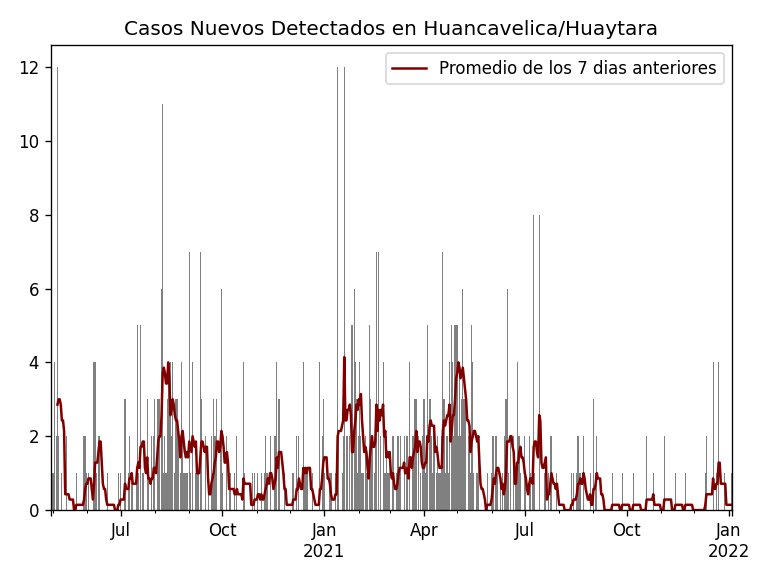 Casos Nuevos Detectados en Huancavelica/Huaytara
Promedio de los 7 dias anteriores
12
10
8
6
4
2
0
Jul
Oct
Jan
2021
Apr
Jul
Oct
Jan
2022